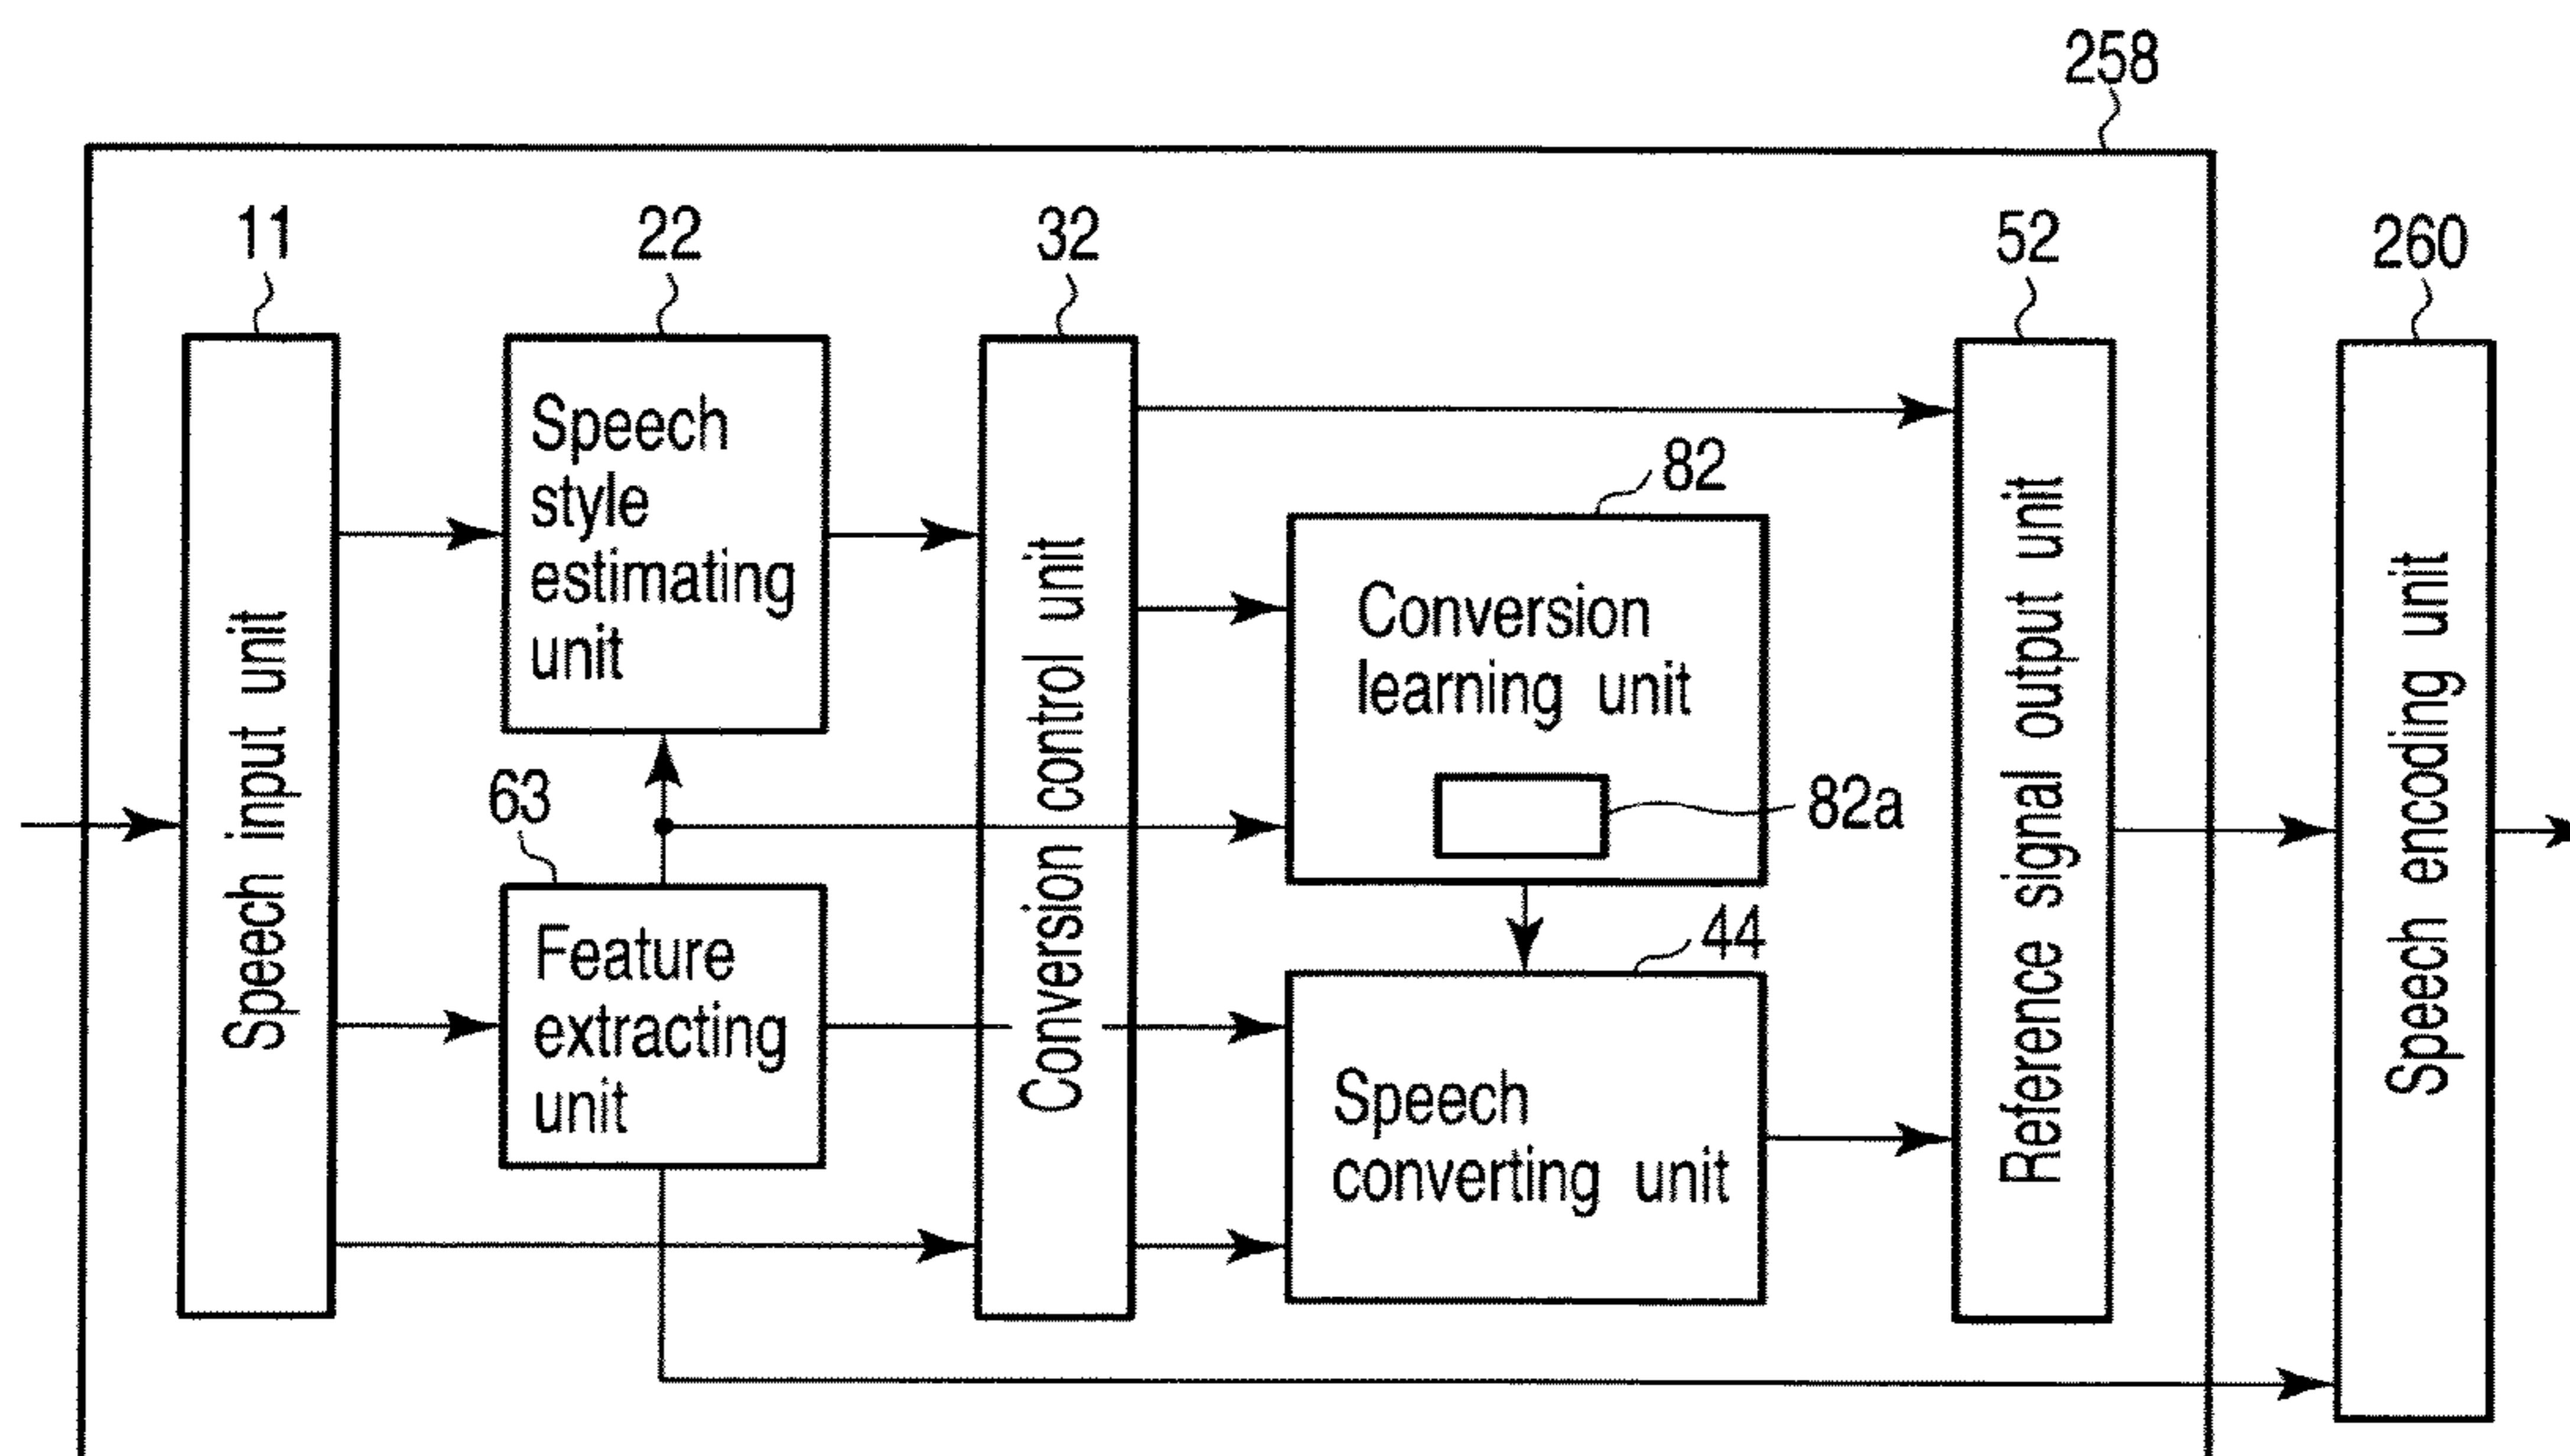 258
11
22
32
52
260
Speech input unit
Speech
style
estimating
unit
Conversion control unit
82
Conversion
learning unit
82a
Reference signal output unit
Speech encoding unit
63
Feature
extracting
unit
44
Speech
converting unit